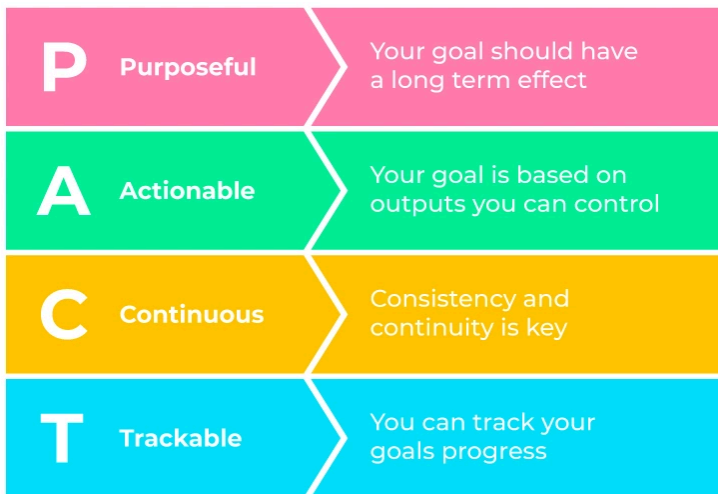 P Purposeful
Your goal should have
a long term effect
A Actionable
Your goal is based on
outputs you can control
C Continuous
Consistency and
continuity is key
T Trackable
You can track your
goals progress